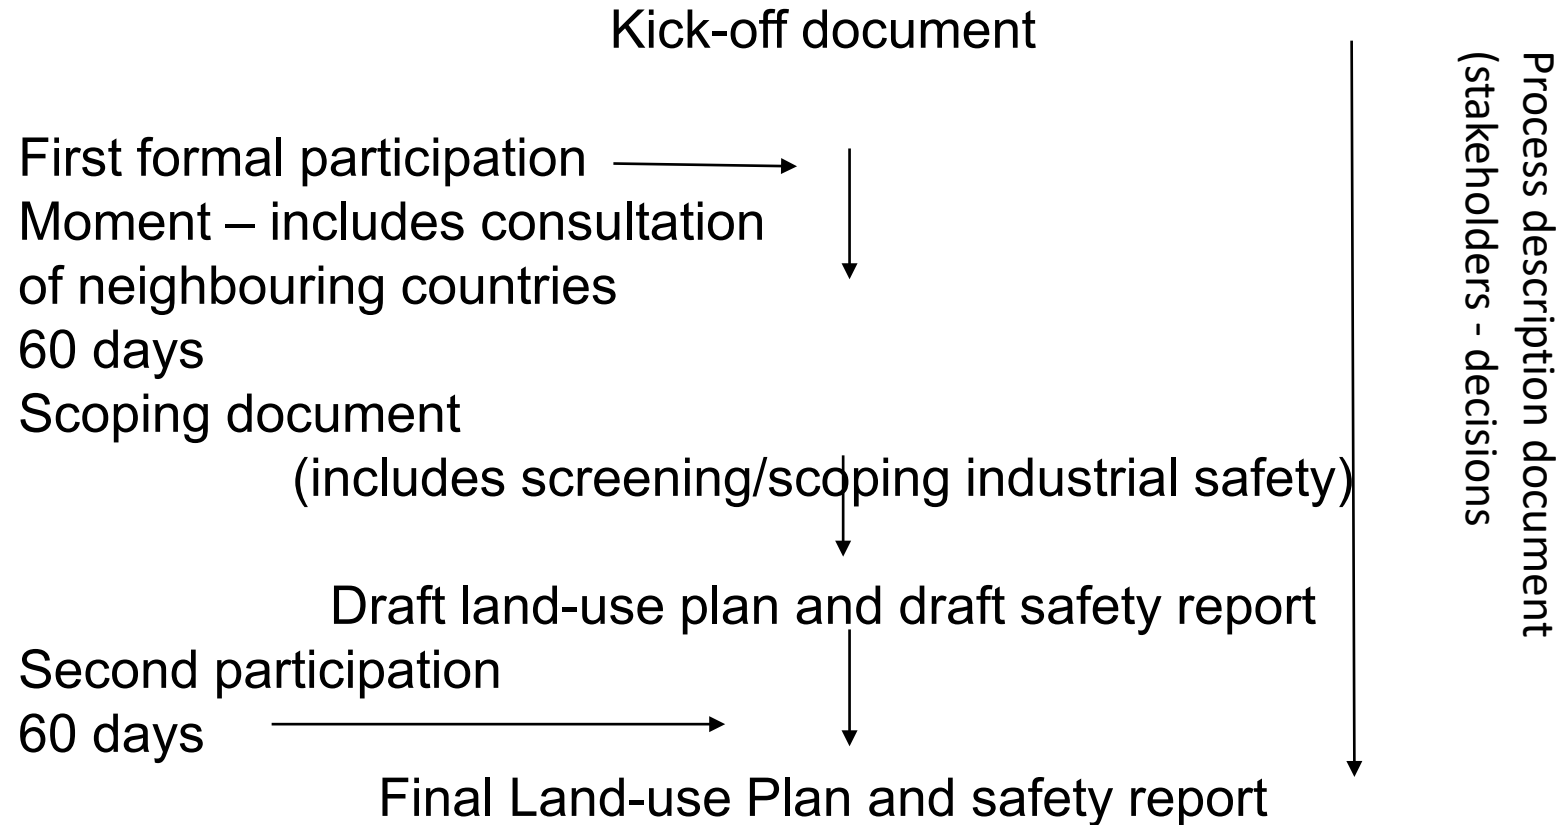 Kick-off document
First formal participation
Moment – includes consultation
of neighbouring countries
60 days
Scoping document
(includes screening/scoping industrial safety)
Draft land-use plan and draft safety report
Second participation
60 days
Final Land-use Plan and safety report
Process description document
(stakeholders - decisions